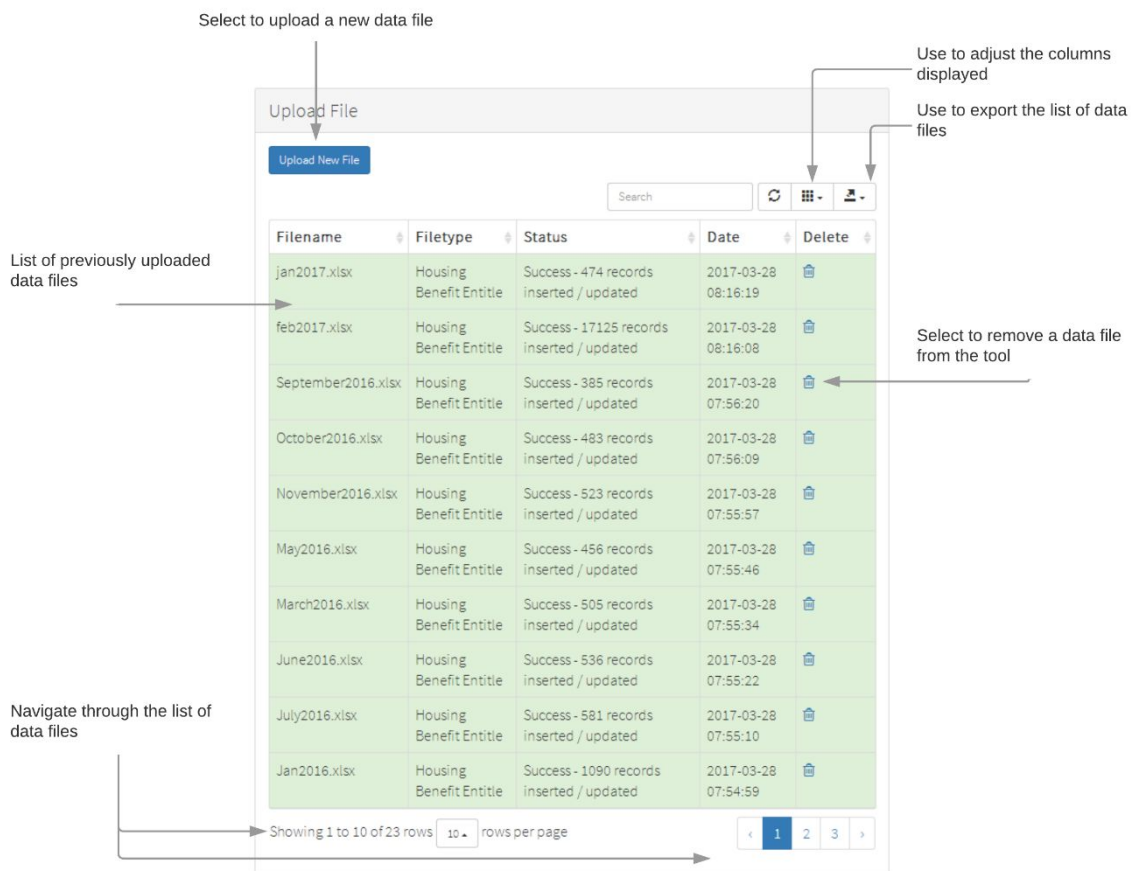 Select to upload a new data file
Use to adjust the columns
displayed
Use to export the list of data
files
Upload File
Upload New File
Search
Filename Filetype Status Date Delete
List of previously uploaded
data files
jan2017.xlsx Housing Success - 474 records 2017-03-28
Benefit Entitle inserted / updated 08:16:19
feb2017.xlsx Housing Success - 17125 records 2017-03-28
Benefit Entitle inserted / updated 08:16:08
Select to remove a data file
from the tool
September2016.xlsx Housing Success - 385 records 2017-03-28
Benefit Entitle inserted / updated 07:56:20
October2016.xlsx Housing Success - 483 records 2017-03-28
Benefit Entitle inserted / updated 07:56:09
November2016.xlsx Housing Success - 523 records 2017-03-28
Benefit Entitle inserted / updated 07:55:57
May2016.xlsx Housing Success - 456 records 2017-03-28
Benefit Entitle inserted / updated 07:55:46
March2016.xlsx Housing Success - 505 records 2017-03-28
Benefit Entitle inserted / updated 07:55:34
June2016.xlsx Housing Success - 536 records 2017-03-28
Benefit Entitle inserted / updated 07:55:22
Navigate through the list of
data files
July2016.xlsx Housing Success - 581 records 2017-03-28
Benefit Entitle inserted / updated 07:55:10
Jan2016.xlsx Housing Success - 1090 records 2017-03-28
Benefit Entitle inserted / updated 07:54:59
Showing 1 to 10 of 23 rows 10 rows per page ‹ 1 2 3 ›